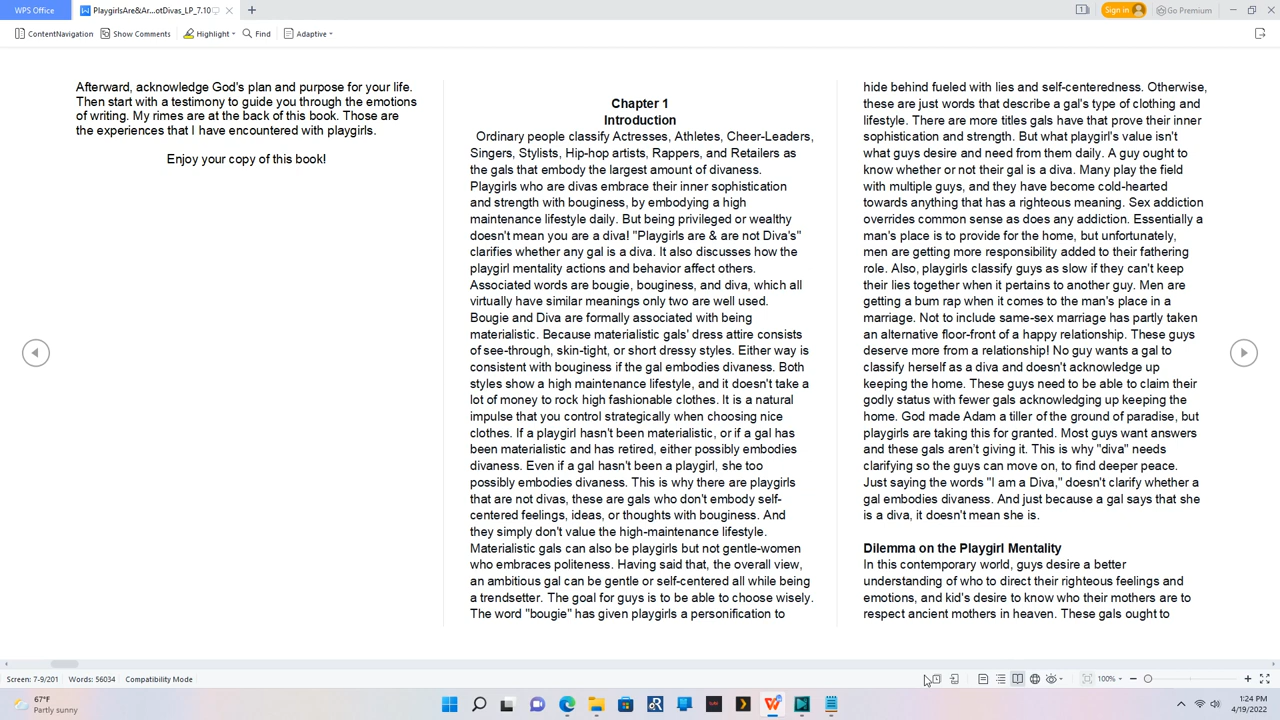 WPS Office
PlaygirlsAre&Ar...otDivas_LP_7.10
Sign in
Go Premium
ContentNavigation
Show Comments
Highlight
Find
Adaptive
Afterward, acknowledge God's plan and purpose for your life.
Then start with a testimony to guide you through the emotions
of writing. My rimes are at the back of this book. Those are
the experiences that I have encountered with playgirls.
Enjoy your copy of this book!
Chapter 1
Introduction
Ordinary people classify Actresses, Athletes, Cheer-Leaders,
Singers, Stylists, Hip-hop artists, Rappers, and Retailers as
the gals that embody the largest amount of divaness.
Playgirls who are divas embrace their inner sophistication
and strength with bouginess, by embodying a high
maintenance lifestyle daily. But being privileged or wealthy
doesn't mean you are a diva! "Playgirls are & are not Diva's"
clarifies whether any gal is a diva. It also discusses how the
playgirl mentality actions and behavior affect others.
Associated words are bougie, bouginess, and diva, which all
virtually have similar meanings only two are well used.
Bougie and Diva are formally associated with being
materialistic. Because materialistic gals' dress attire consists
of see-through, skin-tight, or short dressy styles. Either way is
consistent with bouginess if the gal embodies divaness. Both
styles show a high maintenance lifestyle, and it doesn't take a
lot of money to rock high fashionable clothes. It is a natural
impulse that you control strategically when choosing nice
clothes. If a playgirl hasn't been materialistic, or if a gal has
been materialistic and has retired, either possibly embodies
divaness. Even if a gal hasn't been a playgirl, she too
possibly embodies divaness. This is why there are playgirls
that are not divas, these are gals who don't embody self-
centered feelings, ideas, or thoughts with bouginess. And
they simply don't value the high-maintenance lifestyle.
Materialistic gals can also be playgirls but not gentle-women
who embraces politeness. Having said that, the overall view,
an ambitious gal can be gentle or self-centered all while being
a trendsetter. The goal for guys is to be able to choose wisely.
The word "bougie" has given playgirls a personification to
hide behind fueled with lies and self-centeredness. Otherwise,
these are just words that describe a gal's type of clothing and
lifestyle. There are more titles gals have that prove their inner
sophistication and strength. But what playgirl's value isn't
what guys desire and need from them daily. A guy ought to
know whether or not their gal is a diva. Many play the field
with multiple guys, and they have become cold-hearted
towards anything that has a righteous meaning. Sex addiction
overrides common sense as does any addiction. Essentially a
man's place is to provide for the home, but unfortunately,
men are getting more responsibility added to their fathering
role. Also, playgirls classify guys as slow if they can't keep
their lies together when it pertains to another guy. Men are
getting a bum rap when it comes to the man's place in a
marriage. Not to include same-sex marriage has partly taken
an alternative floor-front of a happy relationship. These guys
deserve more from a relationship! No guy wants a gal to
classify herself as a diva and doesn't acknowledge up
keeping the home. These guys need to be able to claim their
godly status with fewer gals acknowledging up keeping the
home. God made Adam a tiller of the ground of paradise, but
playgirls are taking this for granted. Most guys want answers
and these gals aren't giving it. This is why "diva" needs
clarifying so the guys can move on, to find deeper peace.
Just saying the words "I am a Diva," doesn't clarify whether a
gal embodies divaness. And just because a gal says that she
is a diva, it doesn't mean she is.
Dilemma on the Playgirl Mentality
In this contemporary world, guys desire a better
understanding of who to direct their righteous feelings and
emotions, and kid's desire to know who their mothers are to
respect ancient mothers in heaven. These gals ought to
Screen: 7-9/201
Words: 56034
Compatibility Mode
100%
67°F
Partly sunny
1:24 PM
4/19/2022